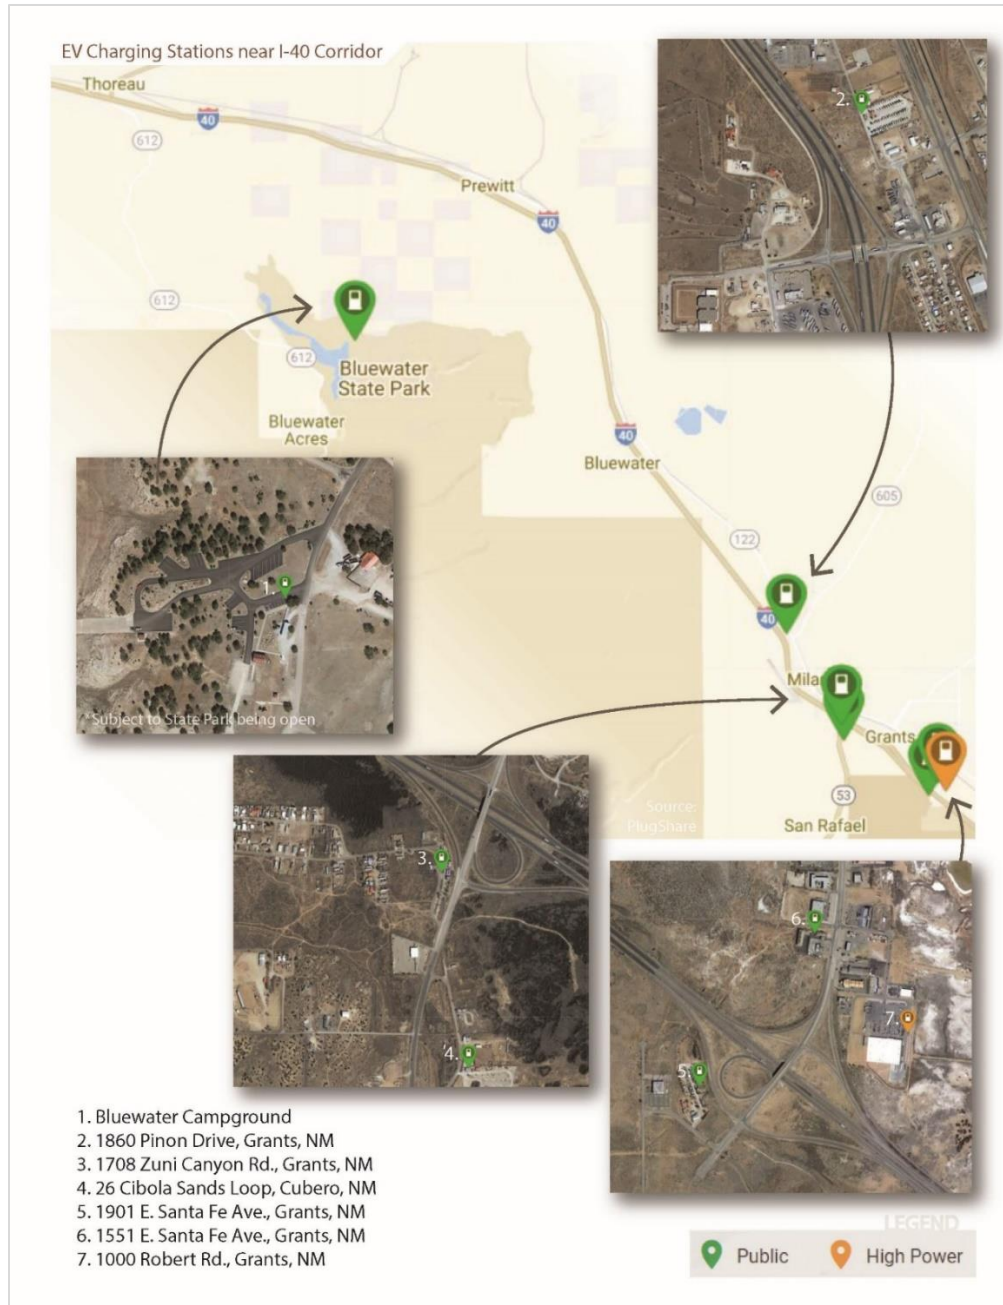 EV Charging Stations near I-40 Corridor
Thoreau
40
612
Prewitt
40
2.
612
612
Bluewater
State Park
Bluewater
Acres
40
Bluewater
605
122
1.
40
*Subject to State Park being open
Grants
53
San Rafael
Source:
PlugShare
3.
4.
6.
7.
5.
1. Bluewater Campground
2. 1860 Pinon Drive, Grants, NM
3. 1708 Zuni Canyon Rd., Grants, NM
4. 26 Cibola Sands Loop, Cubero, NM
5. 1901 E. Santa Fe Ave., Grants, NM
6. 1551 E. Santa Fe Ave., Grants, NM
7. 1000 Robert Rd., Grants, NM
LEGEND
Public
High Power